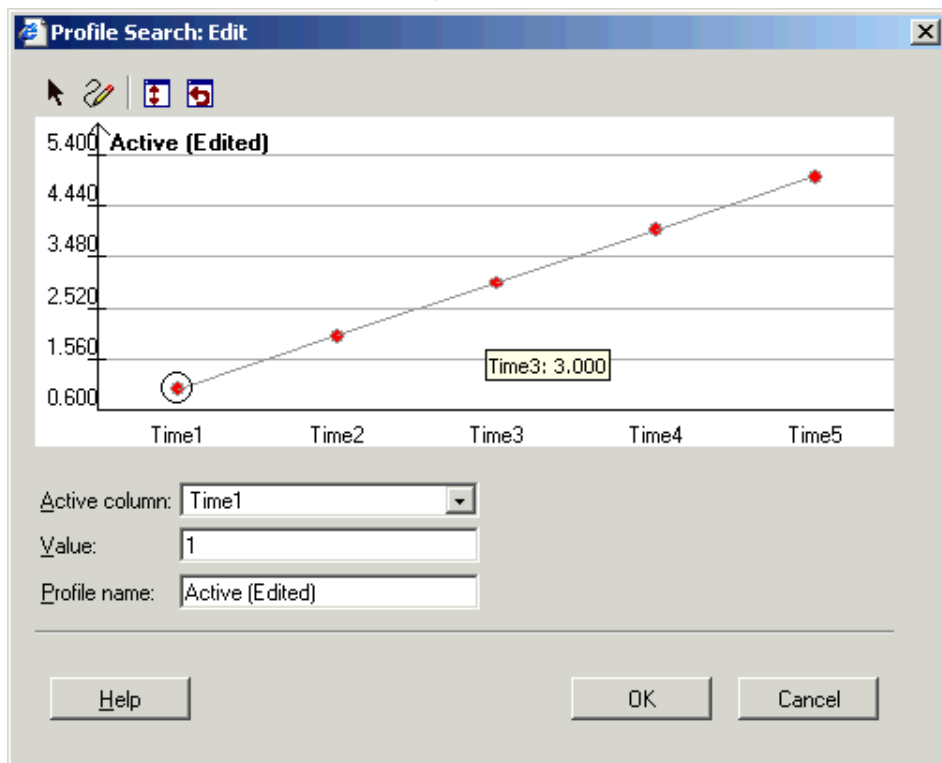 Profile Search: Edit
5.400 Active (Edited)
4.440
3.480
2.520
1.560
Time3: 3.000
0.600
Time1 Time2 Time3 Time4 Time5
Active column: Time1
Value: 1
Profile name: Active (Edited)
Help OK Cancel